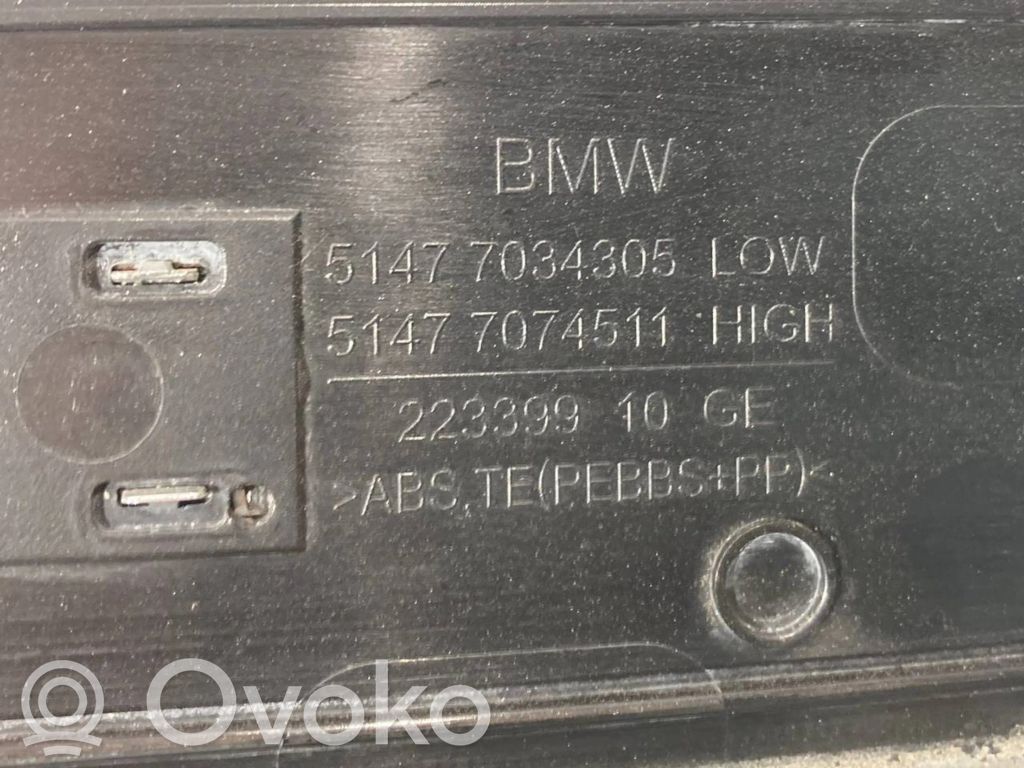 BMW
5147 7034305 LOW
5147 7074511 HIGH
223399 10 GE
>ABS,TE(PEBBS+PP)<
Ovoko